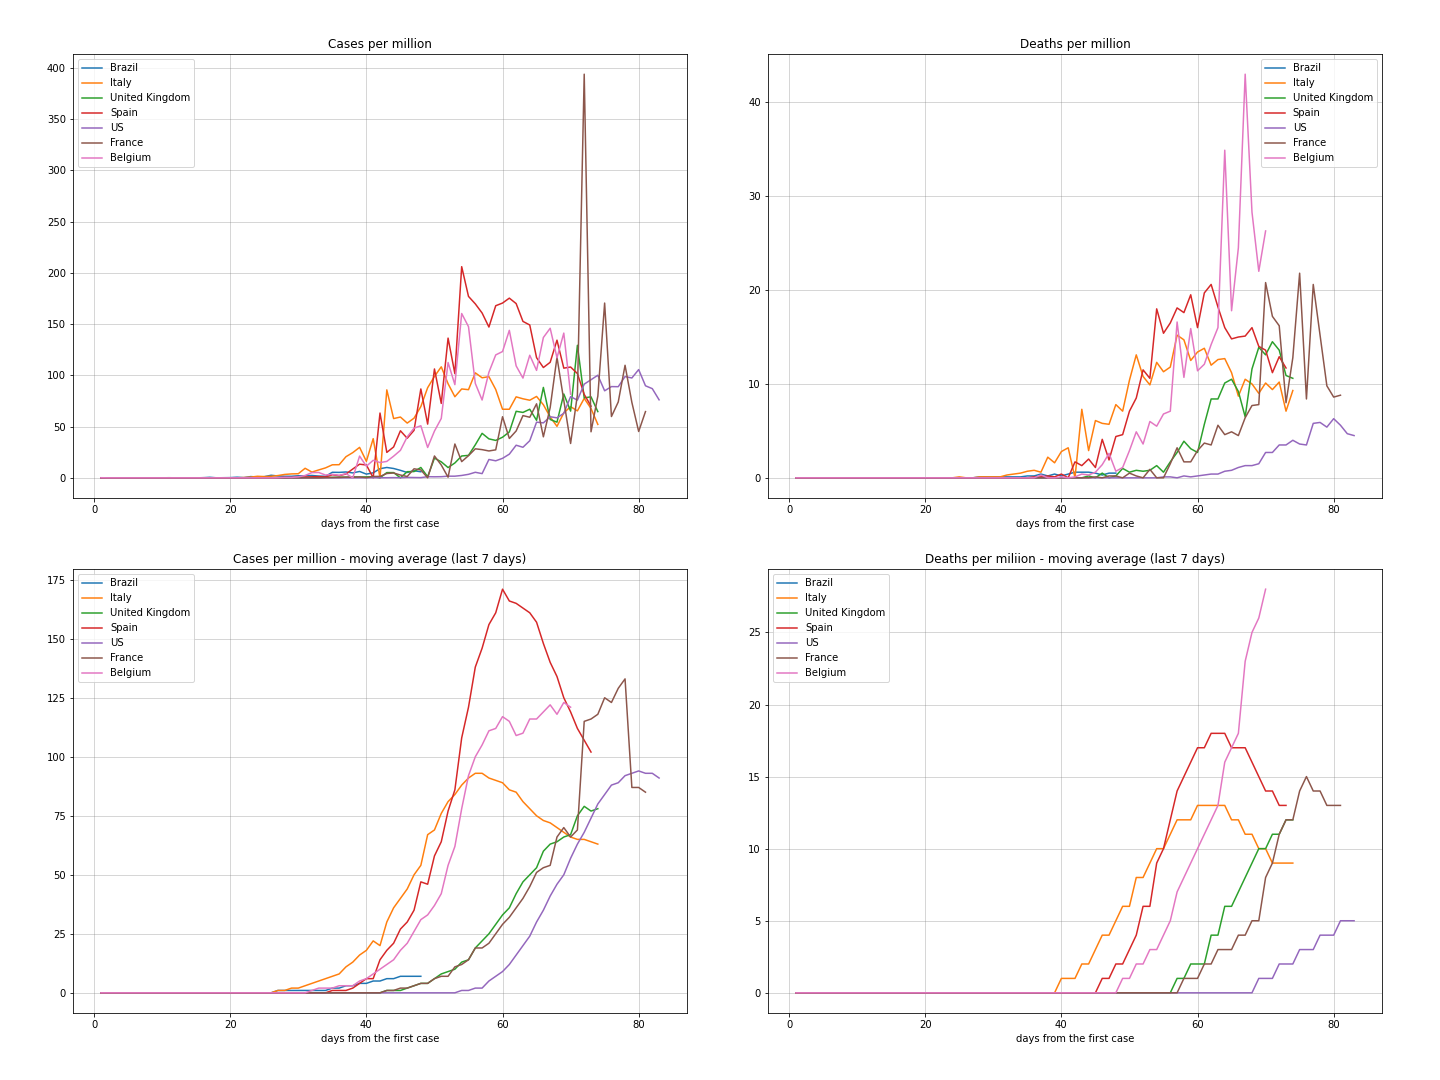 Cases per million
400
350
300
250
200
150
100
50
0
Brazil
Italy
United Kingdom
Spain
US
France
Belgium
0 20 40 60 80
days from the first case
Deaths per million
40
30
20
10
0
Brazil
Italy
United Kingdom
Spain
US
France
Belgium
0 20 40 60 80
days from the first case
Cases per million - moving average (last 7 days)
175
150
125
100
75
50
25
0
Brazil
Italy
United Kingdom
Spain
US
France
Belgium
0 20 40 60 80
days from the first case
Deaths per miliion - moving average (last 7 days)
25
20
15
10
5
0
Brazil
Italy
United Kingdom
Spain
US
France
Belgium
0 20 40 60 80
days from the first case